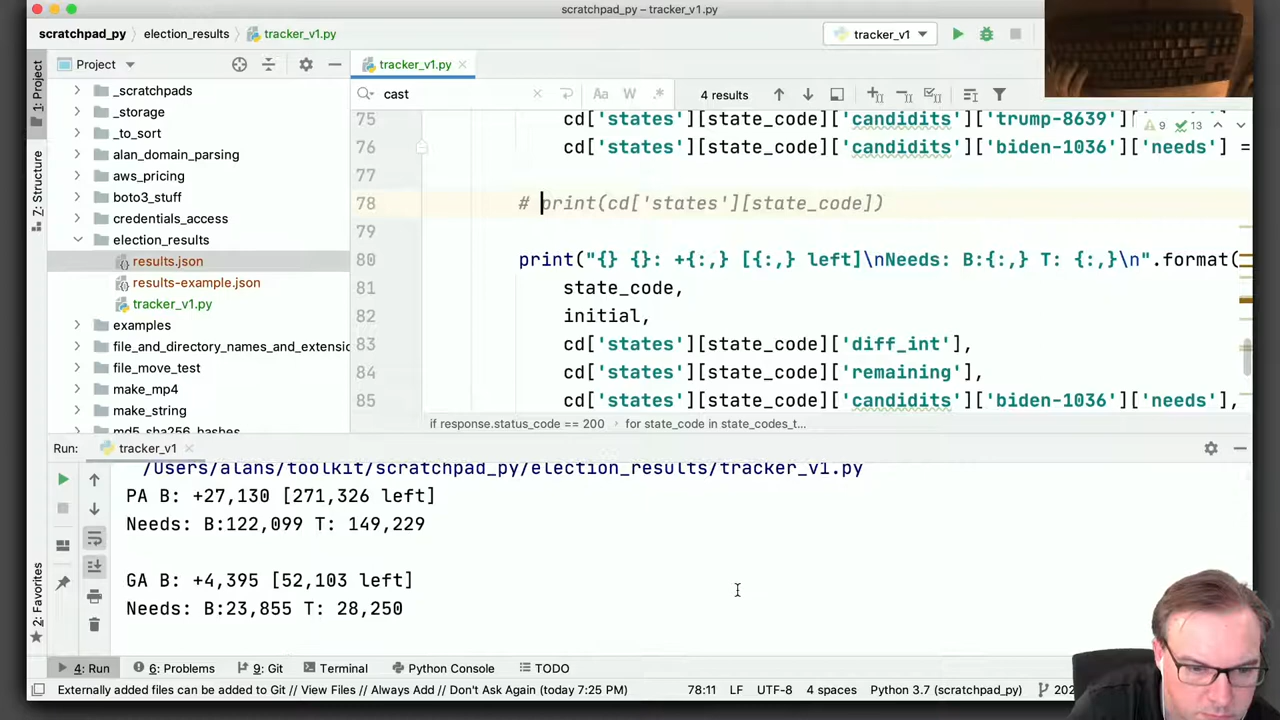 scratchpad_py – tracker_v1.py
scratchpad_py
election_results
tracker_v1.py
tracker_v1
1: Project
Project
tracker_v1.py
_scratchpads
_storage
_to_sort
alan_domain_parsing
aws_pricing
boto3_stuff
credentials_access
election_results
results.json
results-example.json
tracker_v1.py
examples
file_and_directory_names_and_extensio
file_move_test
make_mp4
make_string
md5_sha256_hashes
Z: Structure
2: Favorites
cast
Aa
W
.*
4 results
9
13
75 cd['states'][state_code]['candidits']['trump-8639']
76 cd['states'][state_code]['candidits']['biden-1036']['needs'] =
77
78 # print(cd['states'][state_code])
79
80 print("{} {}: +{:,} [{:,} left]\nNeeds: B:{:,} T: {:,}\n".format(
81 state_code,
82 initial,
83 cd['states'][state_code]['diff_int'],
84 cd['states'][state_code]['remaining'],
85 cd['states'][state_code]['candidits']['biden-1036']['needs'],
if response.status_code == 200
for state_code in state_codes_t...
Run:
tracker_v1
/Users/alans/toolkit/scratchpad_py/election_results/tracker_v1.py
PA B: +27,130 [271,326 left]
Needs: B:122,099 T: 149,229
GA B: +4,395 [52,103 left]
Needs: B:23,855 T: 28,250
4: Run
6: Problems
9: Git
Terminal
Python Console
TODO
Externally added files can be added to Git // View Files // Always Add // Don't Ask Again (today 7:25 PM)
78:11
LF
UTF-8
4 spaces
Python 3.7 (scratchpad_py)
202